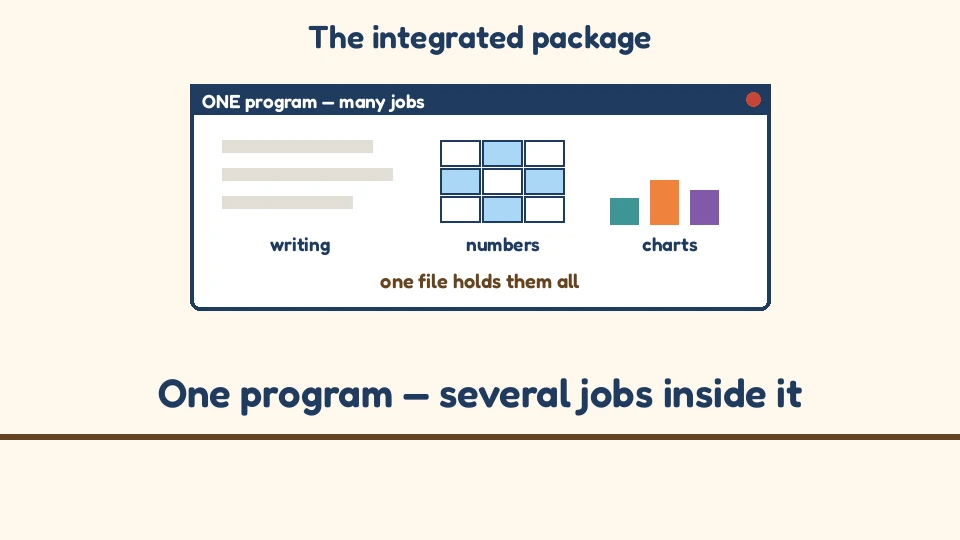 The integrated package
ONE program — many jobs
writing
numbers
charts
one file holds them all
One program — several jobs inside it